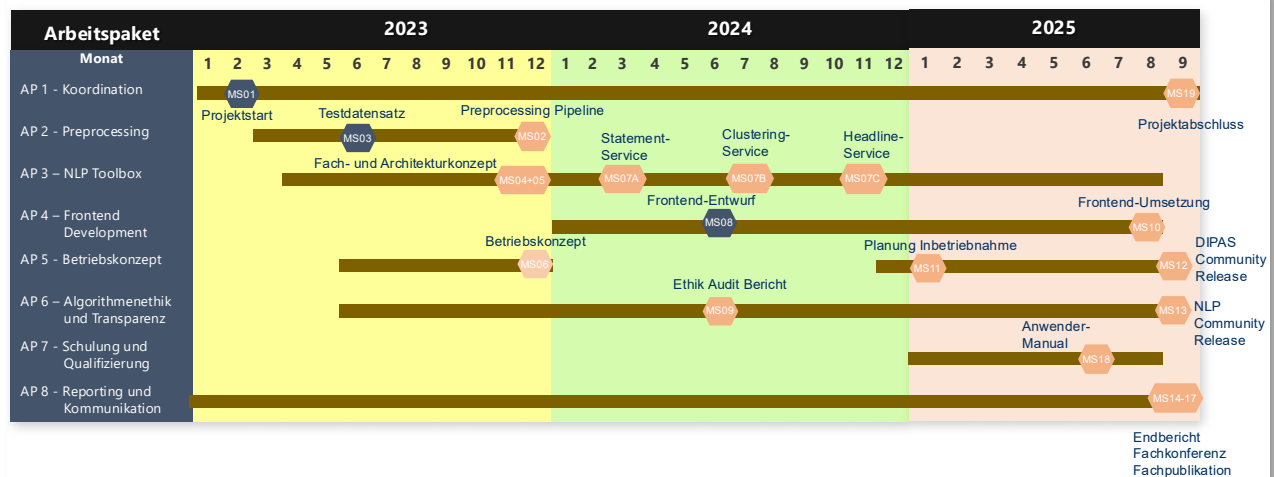 Arbeitspaket
2023
2024
2025
Monat
1 2 3 4 5 6 7 8 9 10 11 12
1 2 3 4 5 6 7 8 9 10 11 12
1 2 3 4 5 6 7 8 9
AP 1 - Koordination
MS01
MS19
Projektstart
Testdatensatz
Preprocessing Pipeline
Projektabschluss
AP 2 - Preprocessing
MS03
MS02
Statement-
Service
Clustering-
Service
Headline-
Service
Fach- und Architekturkonzept
AP 3 – NLP Toolbox
MS04+05
MS07A
MS07B
MS07C
Frontend-Entwurf
Frontend-Umsetzung
AP 4 – Frontend
Development
MS08
MS10
Betriebskonzept
Planung Inbetriebnahme
AP 5 - Betriebskonzept
MS06
MS11
MS12
DIPAS
Community
Release
Ethik Audit Bericht
AP 6 – Algorithmenethik
und Transparenz
MS09
MS13
NLP
Community
Release
Anwender-
Manual
AP 7 - Schulung und
Qualifizierung
MS18
AP 8 - Reporting und
Kommunikation
MS14-17
Endbericht
Fachkonferenz
Fachpublikation